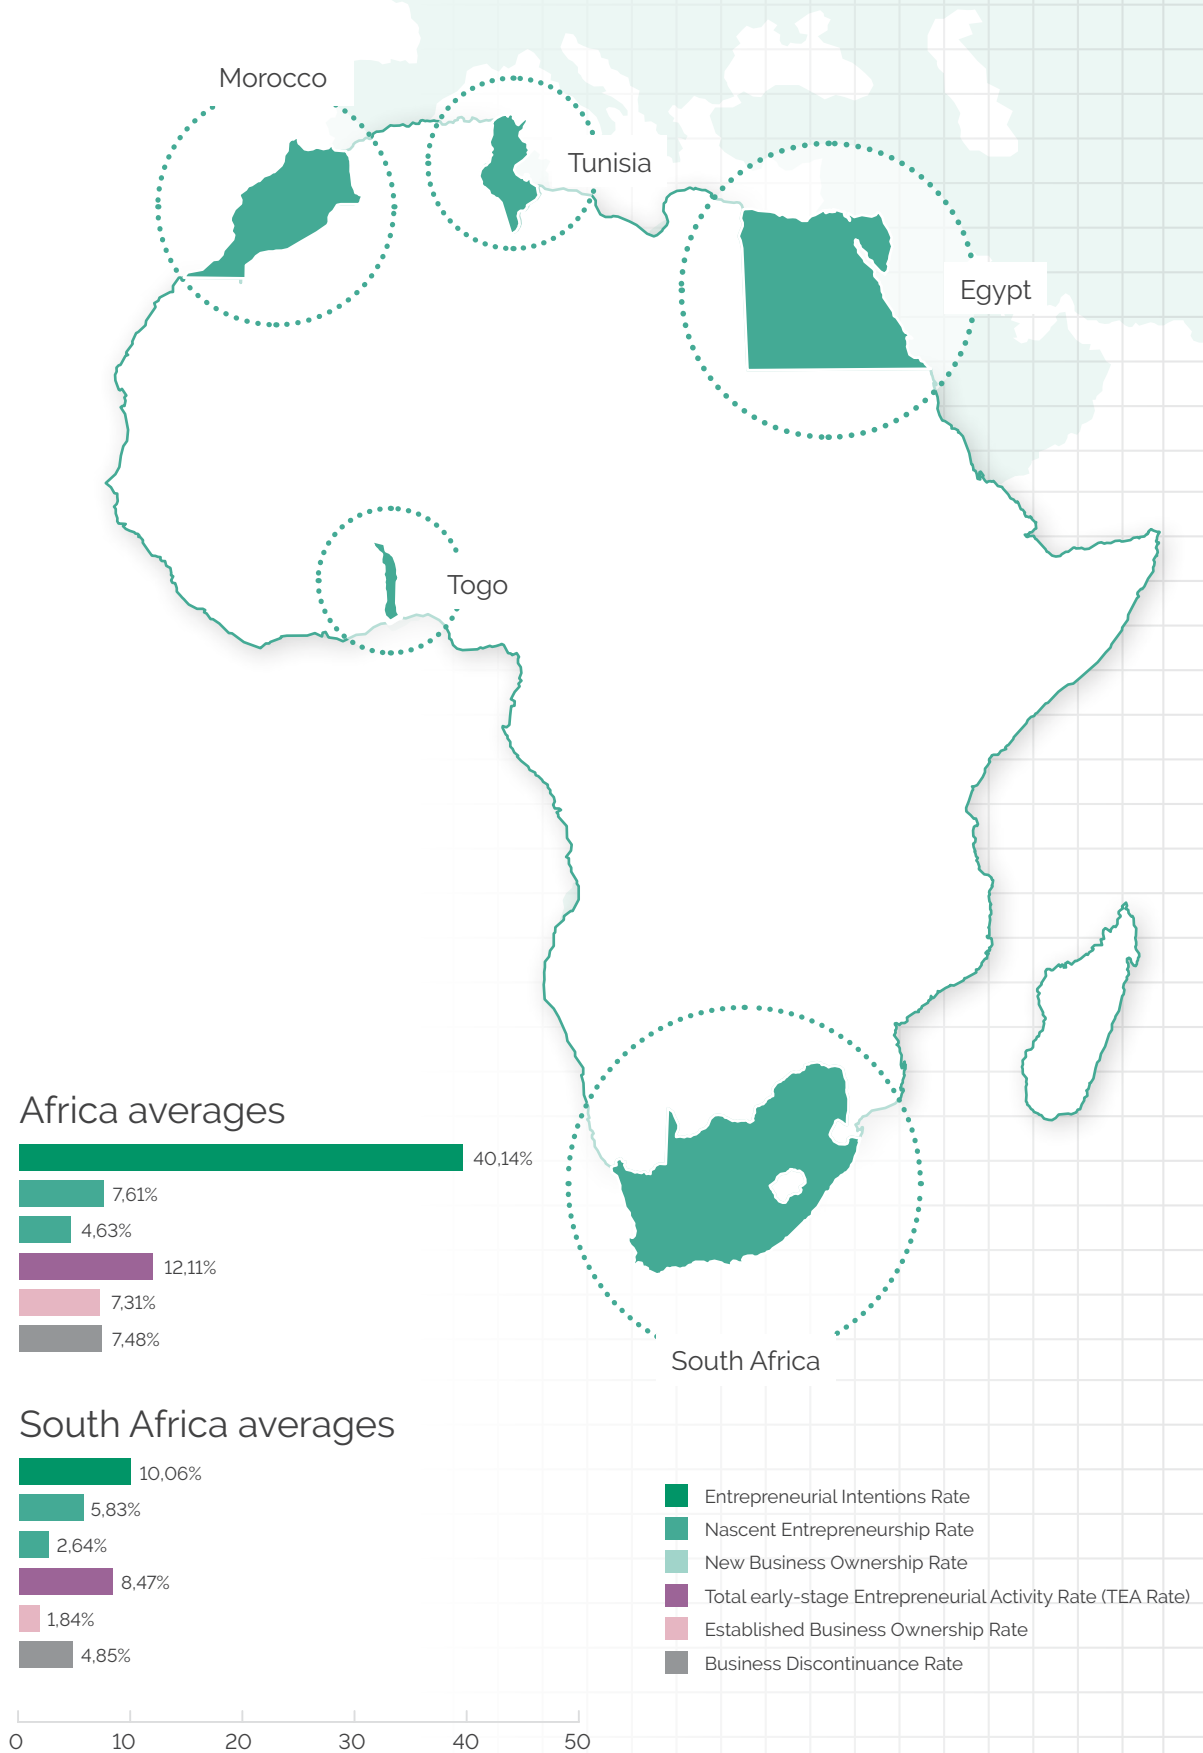 Morocco
Tunisia
Egypt
Togo
South Africa
Africa averages
40,14%
7,61%
4,63%
12,11%
7,31%
7,48%
South Africa averages
10,06%
5,83%
2,64%
8,47%
1,84%
4,85%
Entrepreneurial Intentions Rate
Nascent Entrepreneurship Rate
New Business Ownership Rate
Total early-stage Entrepreneurial Activity Rate (TEA Rate)
Established Business Ownership Rate
Business Discontinuance Rate
0 10 20 30 40 50